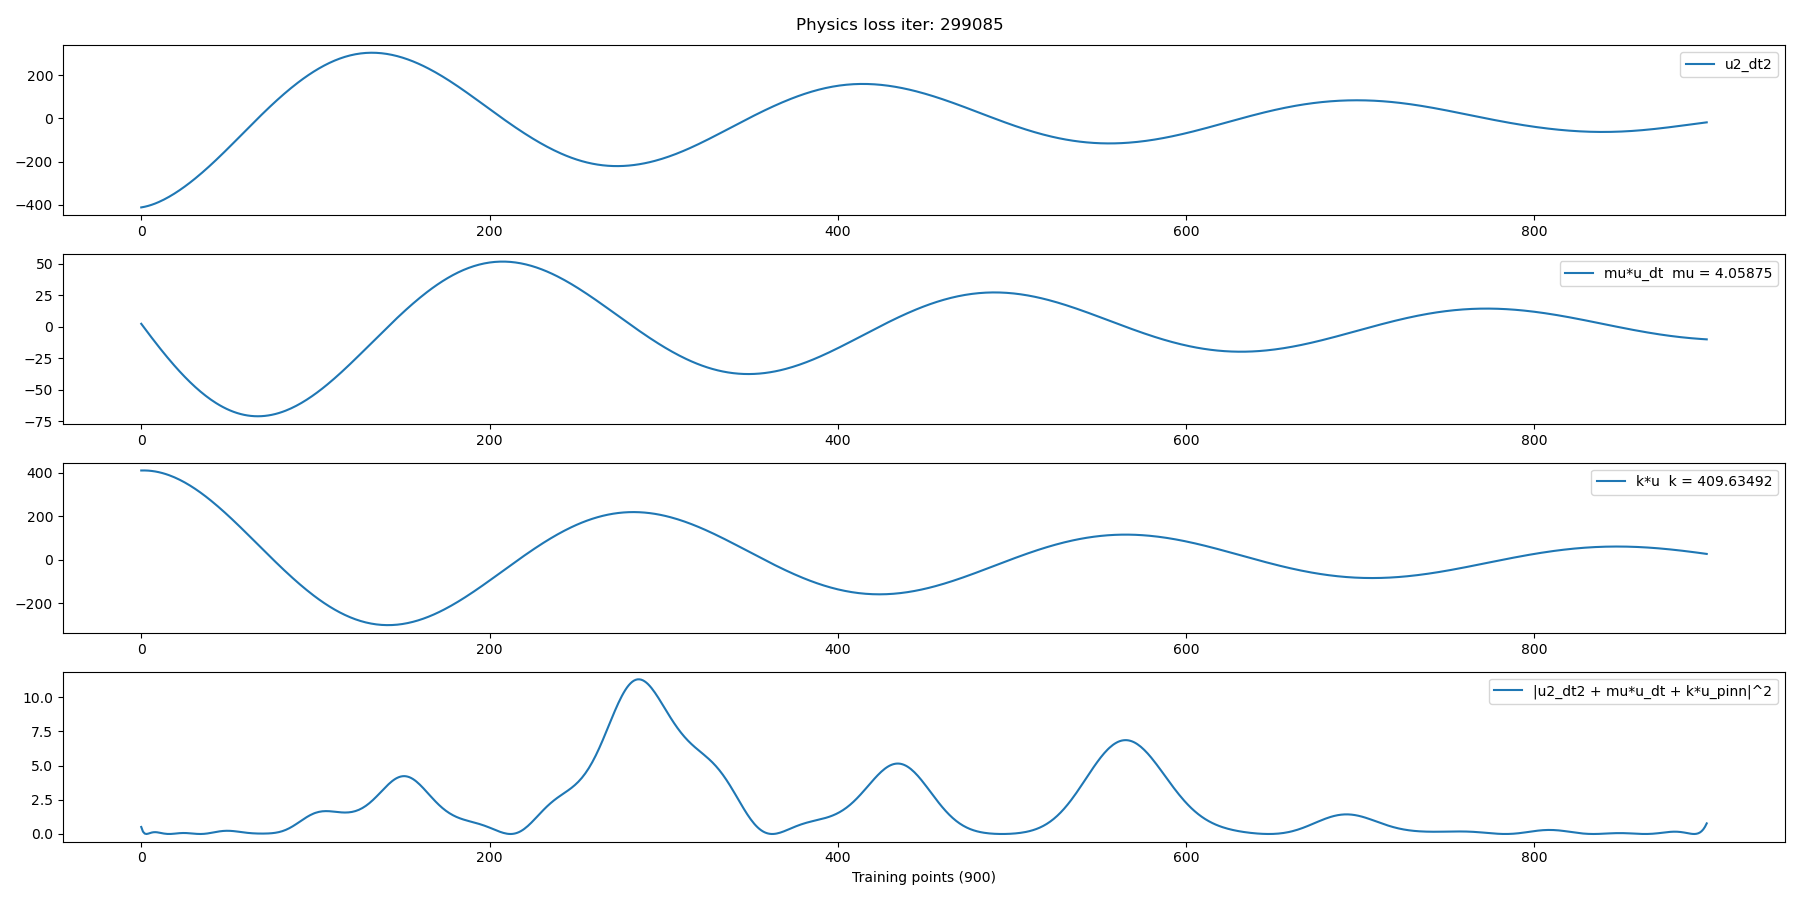 Physics loss iter: 299085
u2_dt2
200
0
−200
−400
0 200 400 600 800
mu*u_dt mu = 4.05875
50
25
0
−25
−50
−75
0 200 400 600 800
k*u k = 409.63492
400
200
0
−200
0 200 400 600 800
|u2_dt2 + mu*u_dt + k*u_pinn|^2
10.0
7.5
5.0
2.5
0.0
0 200 400 600 800
Training points (900)